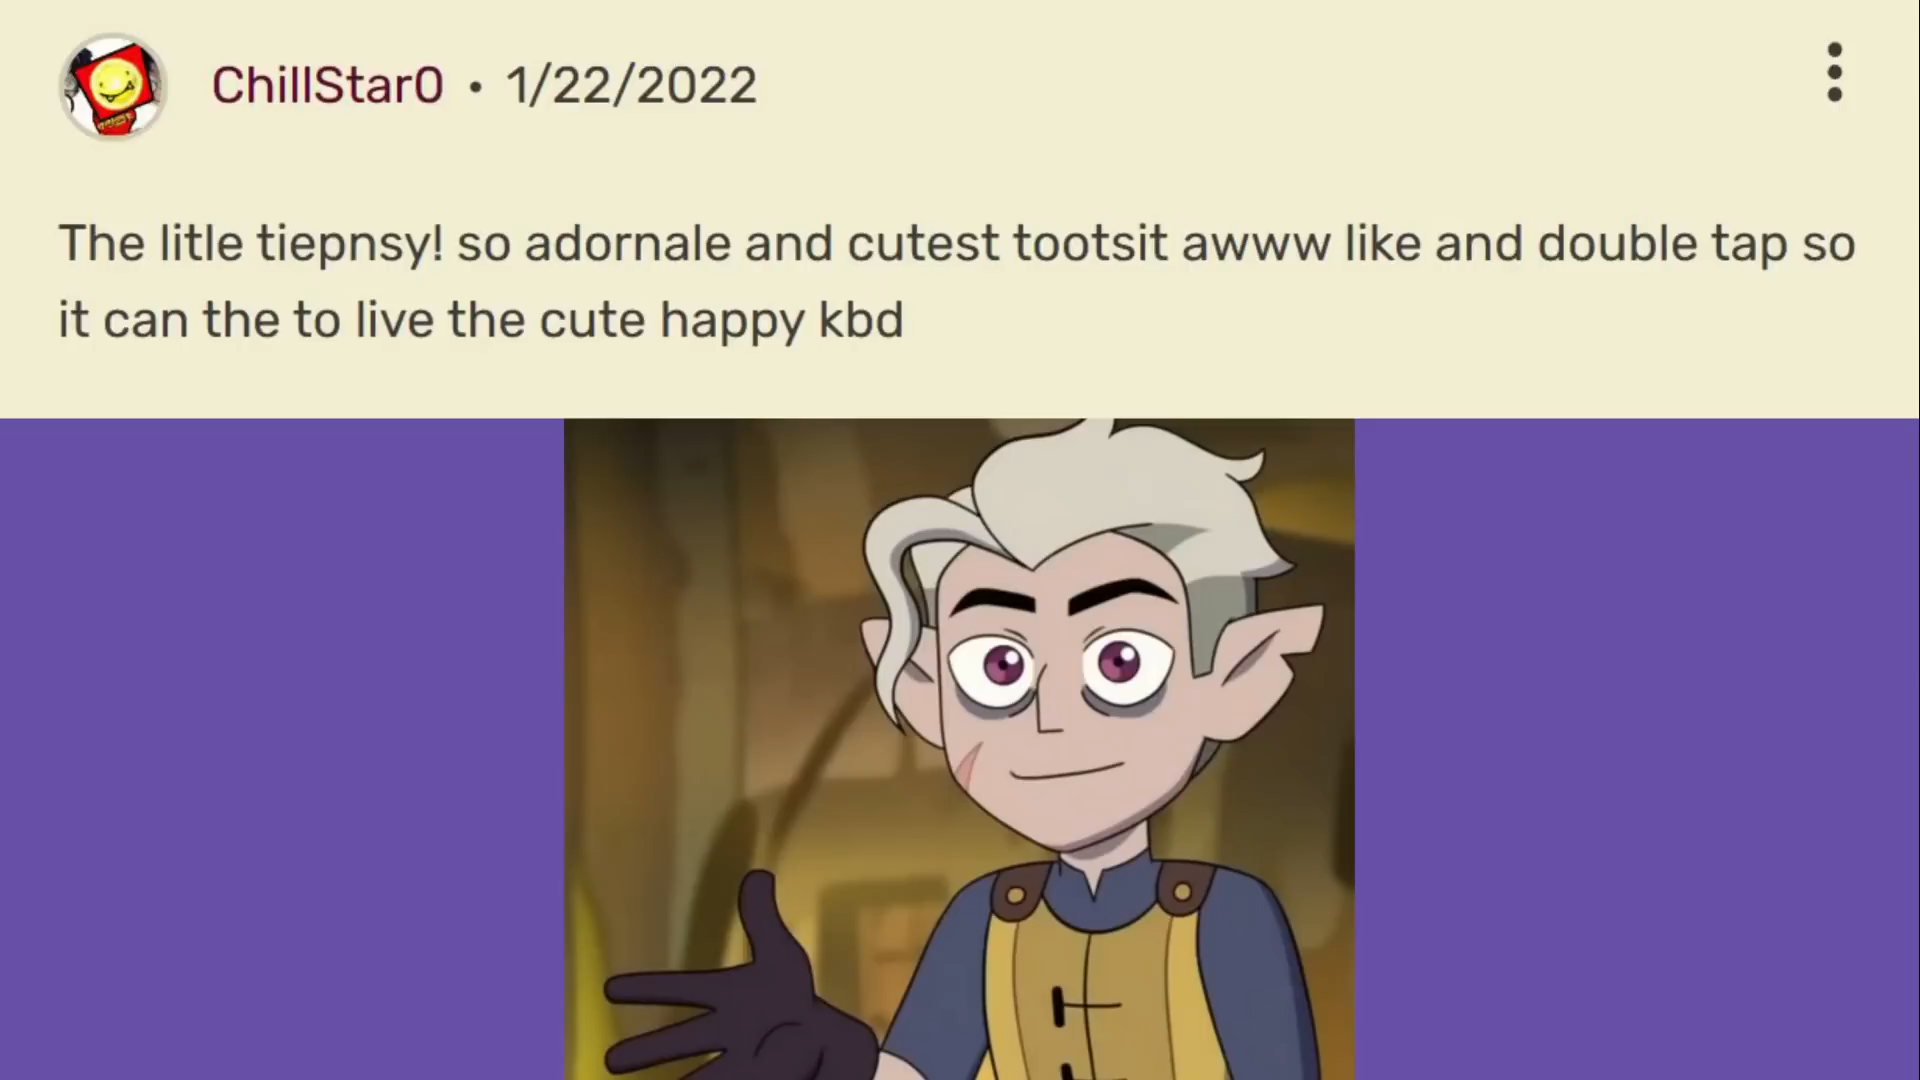 ChillStar0 • 1/22/2022
The litle tiepnsy! so adornale and cutest tootsit awww like and double tap so
it can the to live the cute happy kbd